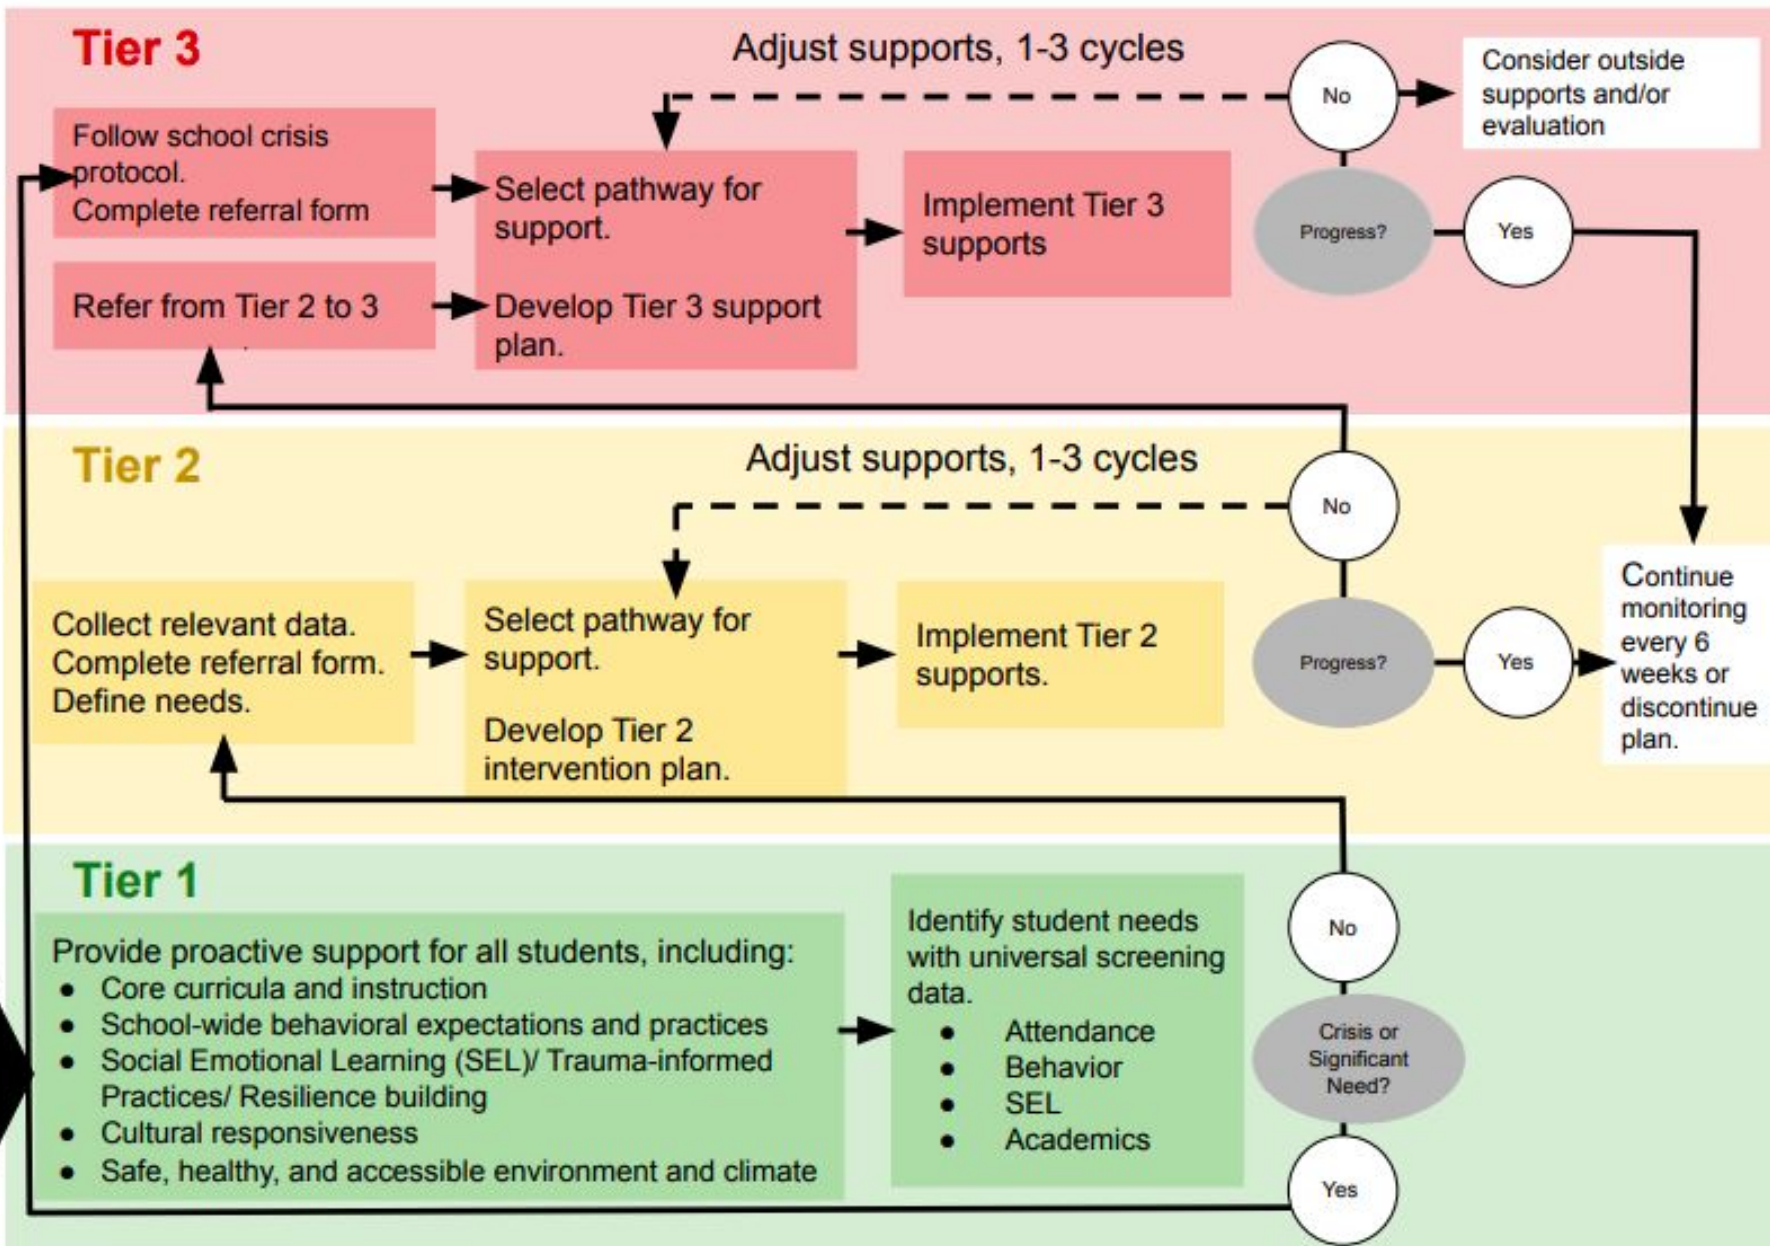 Tier 3
Adjust supports, 1-3 cycles
No
Consider outside
supports and/or
evaluation
Follow school crisis
protocol.
Complete referral form
Select pathway for
support.
Develop Tier 3 support
plan.
Implement Tier 3
supports
Progress?
Yes
Refer from Tier 2 to 3
Tier 2
Adjust supports, 1-3 cycles
No
Collect relevant data.
Complete referral form.
Define needs.
Select pathway for
support.
Develop Tier 2
intervention plan.
Implement Tier 2
supports.
Progress?
Yes
Continue
monitoring
every 6
weeks or
discontinue
plan.
Tier 1
Provide proactive support for all students, including:
● Core curricula and instruction
● School-wide behavioral expectations and practices
● Social Emotional Learning (SEL)/ Trauma-informed
Practices/ Resilience building
● Cultural responsiveness
● Safe, healthy, and accessible environment and climate
Identify student needs
with universal screening
data.
● Attendance
● Behavior
● SEL
● Academics
No
Crisis or
Significant
Need?
Yes